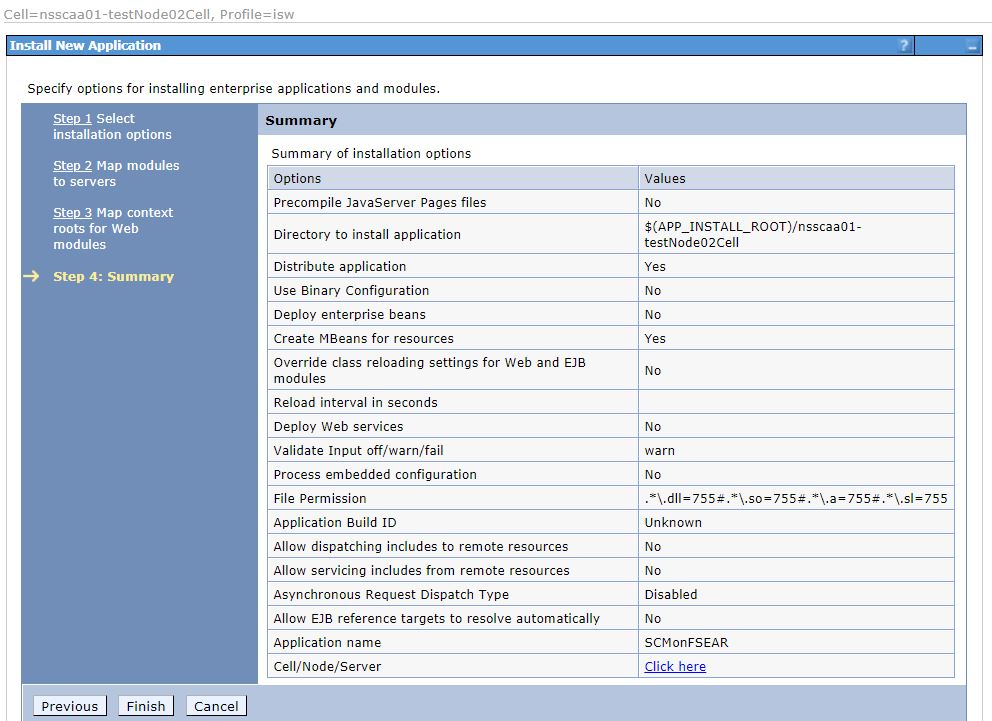 Cell=nsscaa01-testNode02Cell, Profile=isw
Install New Application ? _
Specify options for installing enterprise applications and modules.
Step 1 Select
installation options
Step 2 Map modules
to servers
Step 3 Map context
roots for Web
modules
Step 4: Summary
Summary
Summary of installation options
Options Values
Precompile JavaServer Pages files No
Directory to install application $(APP_INSTALL_ROOT)/nsscaa01-
testNode02Cell
Distribute application Yes
Use Binary Configuration No
Deploy enterprise beans No
Create MBeans for resources Yes
Override class reloading settings for Web and EJB
modules No
Reload interval in seconds
Deploy Web services No
Validate Input off/warn/fail warn
Process embedded configuration No
File Permission .*\.dll=755#.*\.so=755#.*\.a=755#.*\.sl=755
Application Build ID Unknown
Allow dispatching includes to remote resources No
Allow servicing includes from remote resources No
Asynchronous Request Dispatch Type Disabled
Allow EJB reference targets to resolve automatically No
Application name SCMonFSEAR
Cell/Node/Server Click here
Previous Finish Cancel